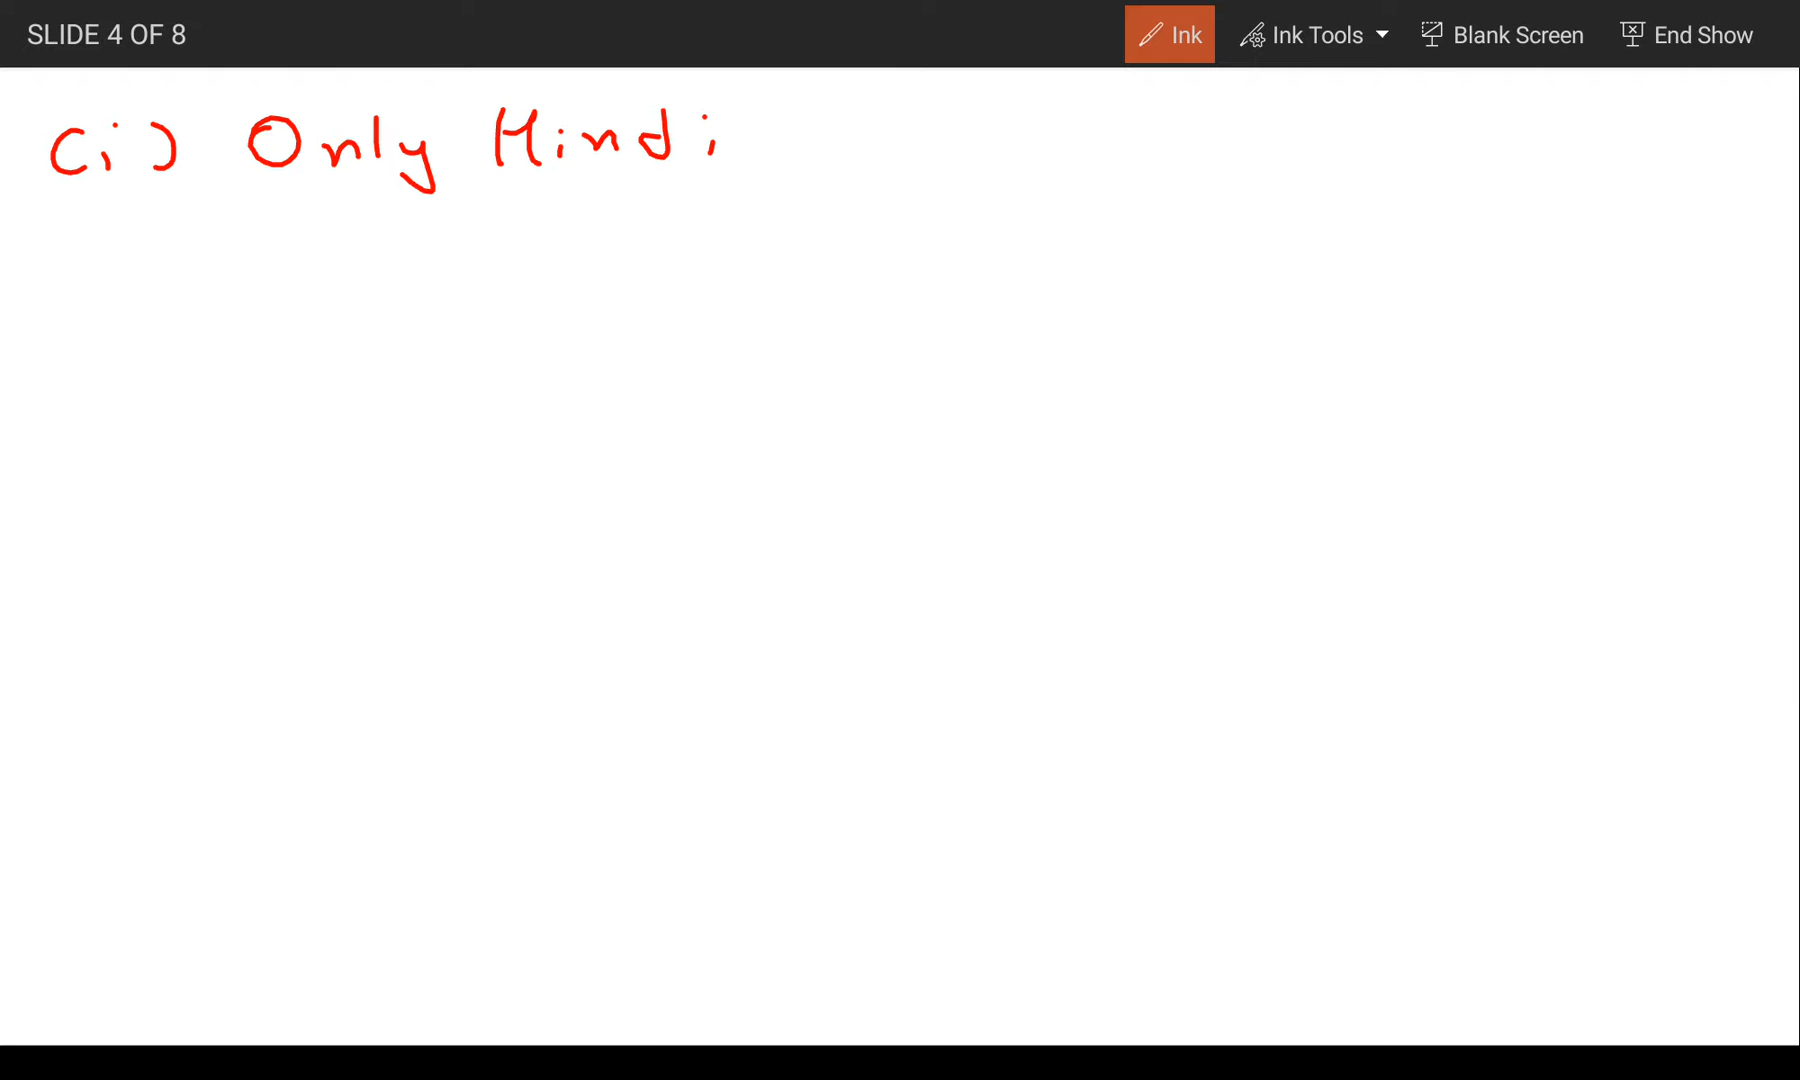 SLIDE 4 OF 8 Ink Ink Tools Blank Screen End Show
(i) Only Hindi